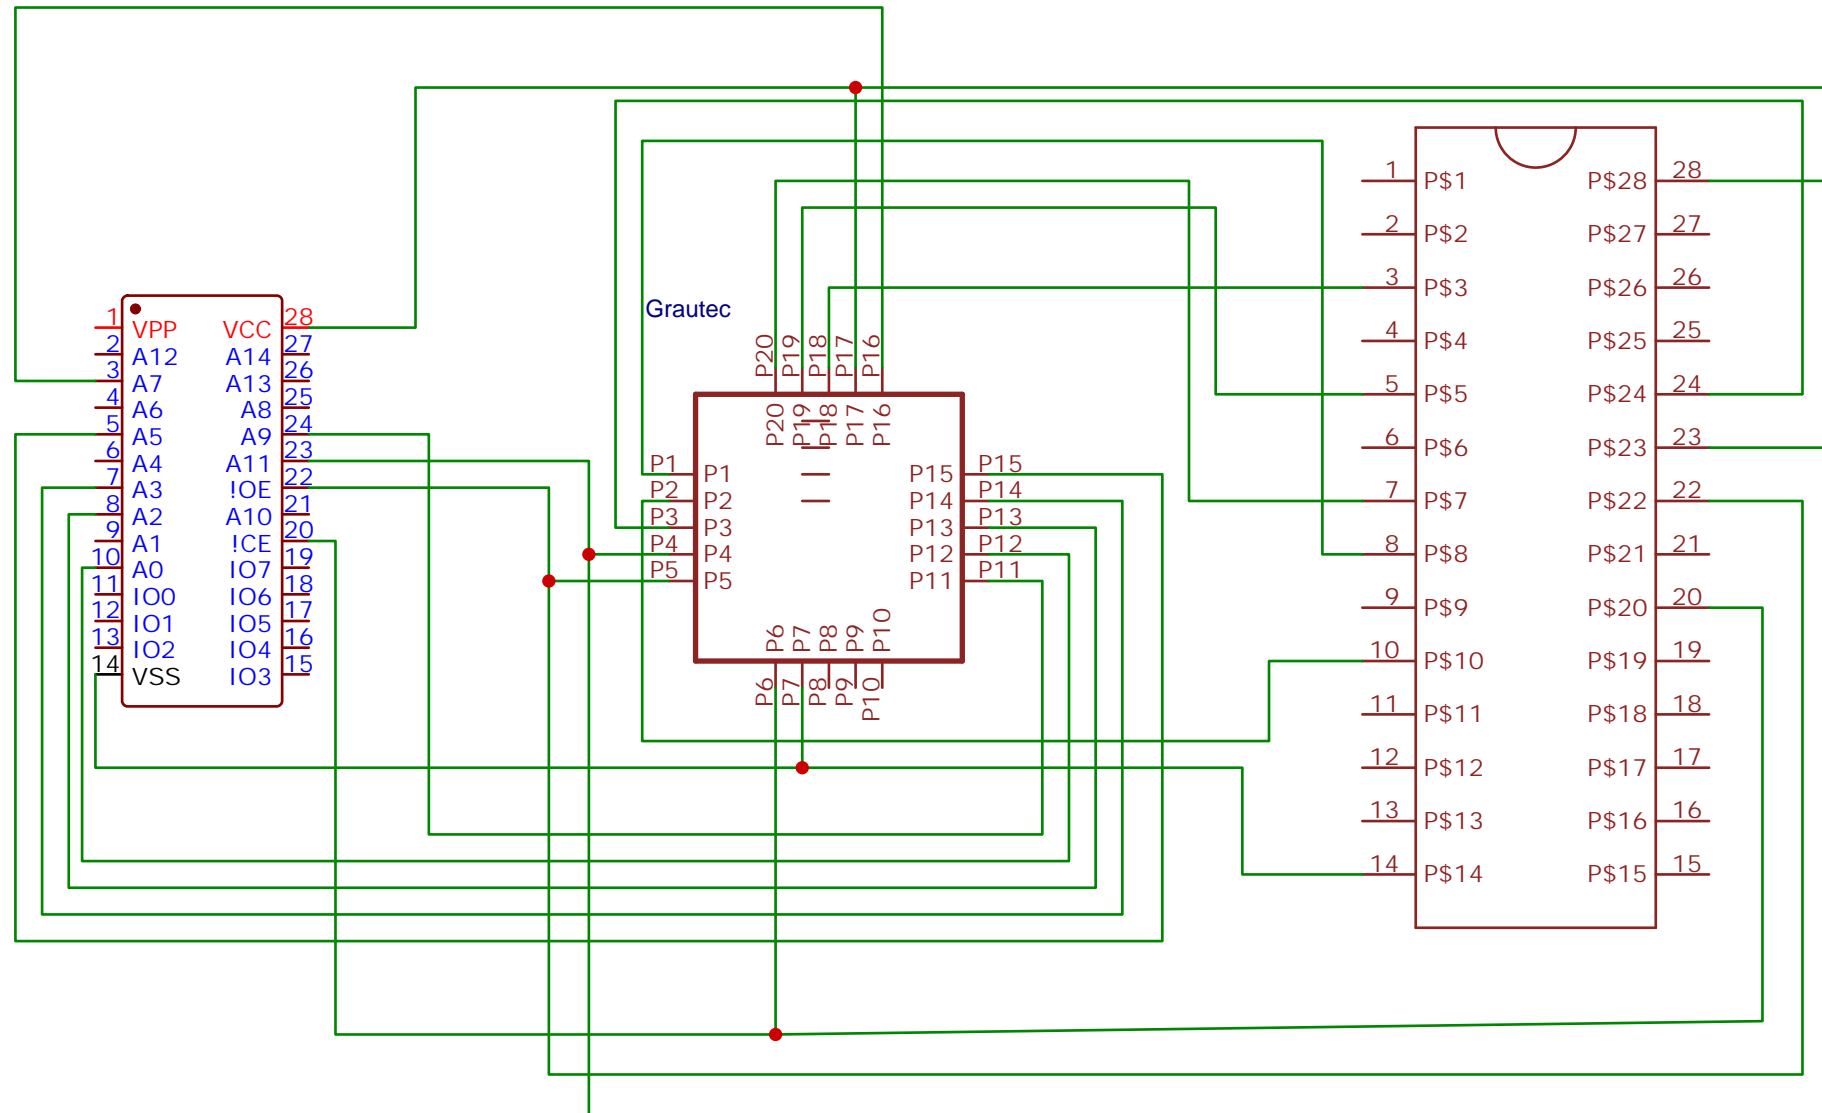 Grautec
1 VPP VCC 28
2 A12 A14 27
3 A7 A13 26
4 A6 A8 25
5 A5 A9 24
6 A4 A11 23
7 A3 !OE 22
8 A2 A10 21
9 A1 !CE 20
10 A0 IO7 19
11 IO0 IO6 18
12 IO1 IO5 17
13 IO2 IO4 16
14 VSS IO3 15
P20 P19 P18 P17 P16
P20 P19 P18 P17 P16
P1 P1 P15 P15
P2 P2 P14 P14
P3 P3 P13 P13
P4 P4 P12 P12
P5 P5 P11 P11
P6 P7 P8 P9 P10
P6 P7 P8 P9 P10
1 P$1 P$28 28
2 P$2 P$27 27
3 P$3 P$26 26
4 P$4 P$25 25
5 P$5 P$24 24
6 P$6 P$23 23
7 P$7 P$22 22
8 P$8 P$21 21
9 P$9 P$20 20
10 P$10 P$19 19
11 P$11 P$18 18
12 P$12 P$17 17
13 P$13 P$16 16
14 P$14 P$15 15